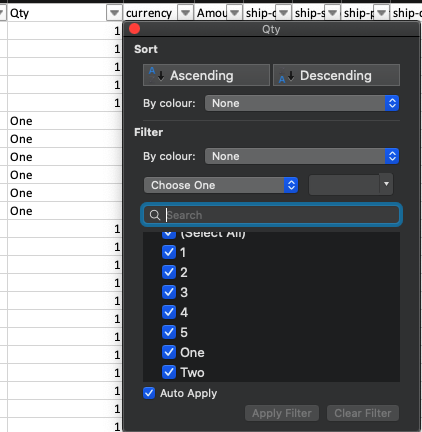 Qty currency Amou ship-c ship-s ship-p ship-c
1 Qty
1 Sort
1 Ascending Descending
1
1 By colour: None
One Filter
One
One By colour: None
One Choose One
One
One Search
1 (Select All)
1 1
1 2
1 3
1 4
1 5
1 One
1 Two
1 Auto Apply
1 Apply Filter Clear Filter
1